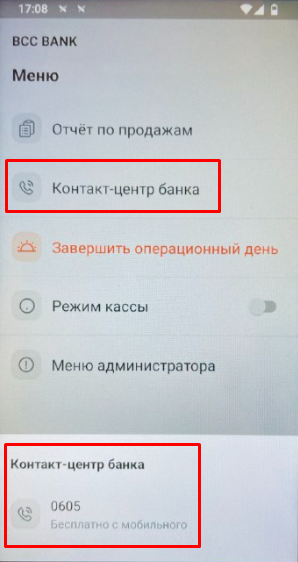 17:08
BCC BANK
Меню
Отчёт по продажам
Контакт-центр банка
Завершить операционный день
Режим кассы
Меню администратора
Контакт-центр банка
0605
Бесплатно с мобильного